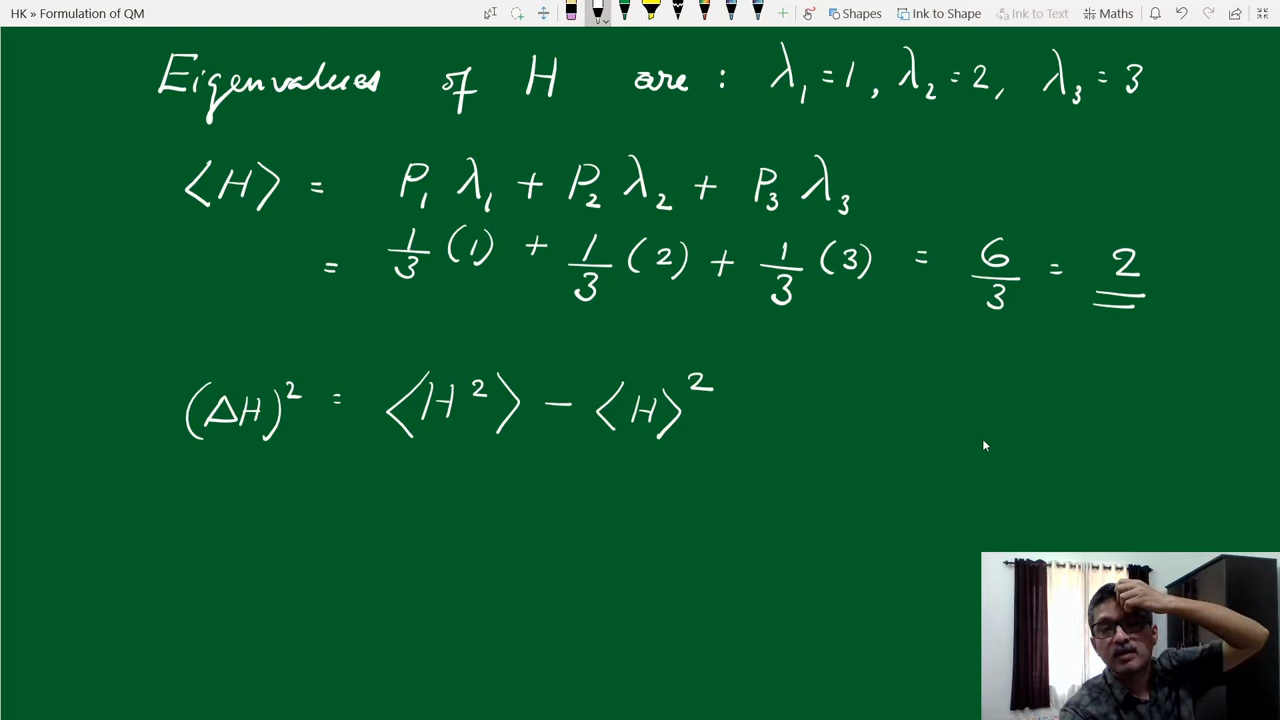 HK » Formulation of QM
Shapes Ink to Shape Ink to Text Maths
Eigenvalues of H are : λ₁ = 1, λ₂ = 2, λ₃ = 3
⟨H⟩ = P₁ λ₁ + P₂ λ₂ + P₃ λ₃
= 1/3 (1) + 1/3 (2) + 1/3 (3) = 6/3 = 2
(ΔH)² = ⟨H²⟩ − ⟨H⟩²